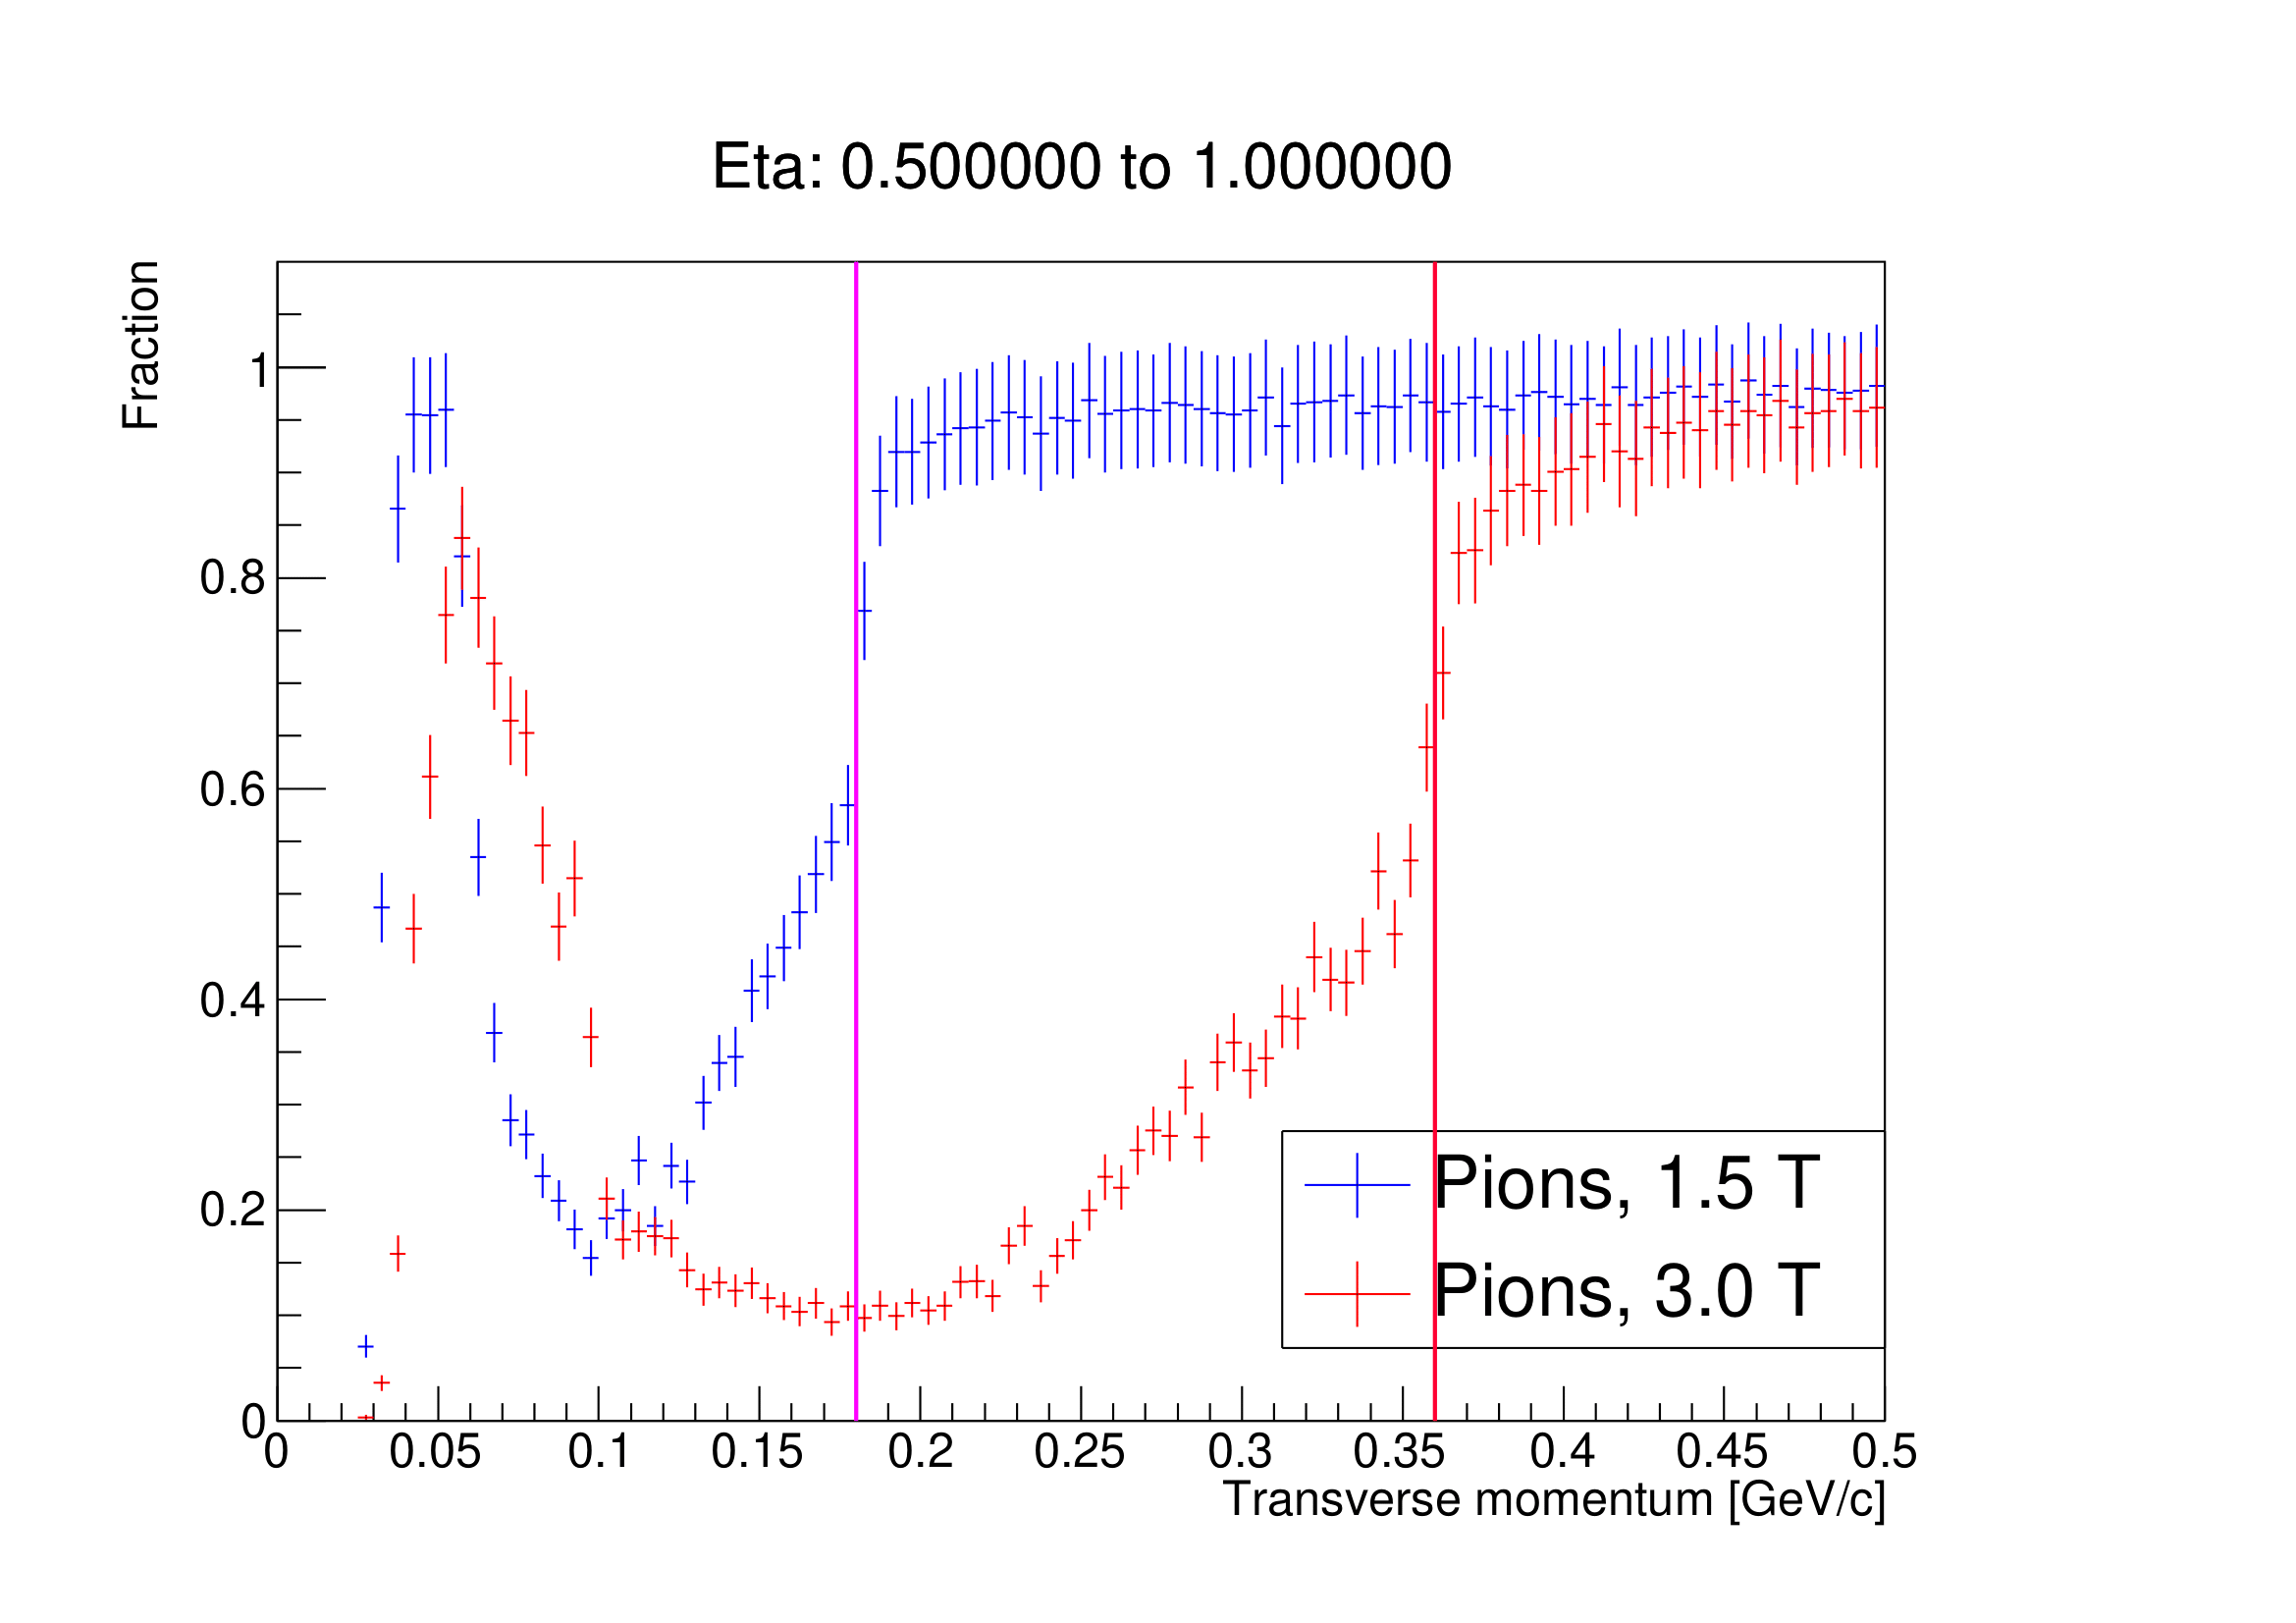 Eta: 0.500000 to 1.000000
Fraction
1
0.8
0.6
0.4
0.2
0
Pions, 1.5 T
Pions, 3.0 T
0 0.05 0.1 0.15 0.2 0.25 0.3 0.35 0.4 0.45 0.5
Transverse momentum [GeV/c]